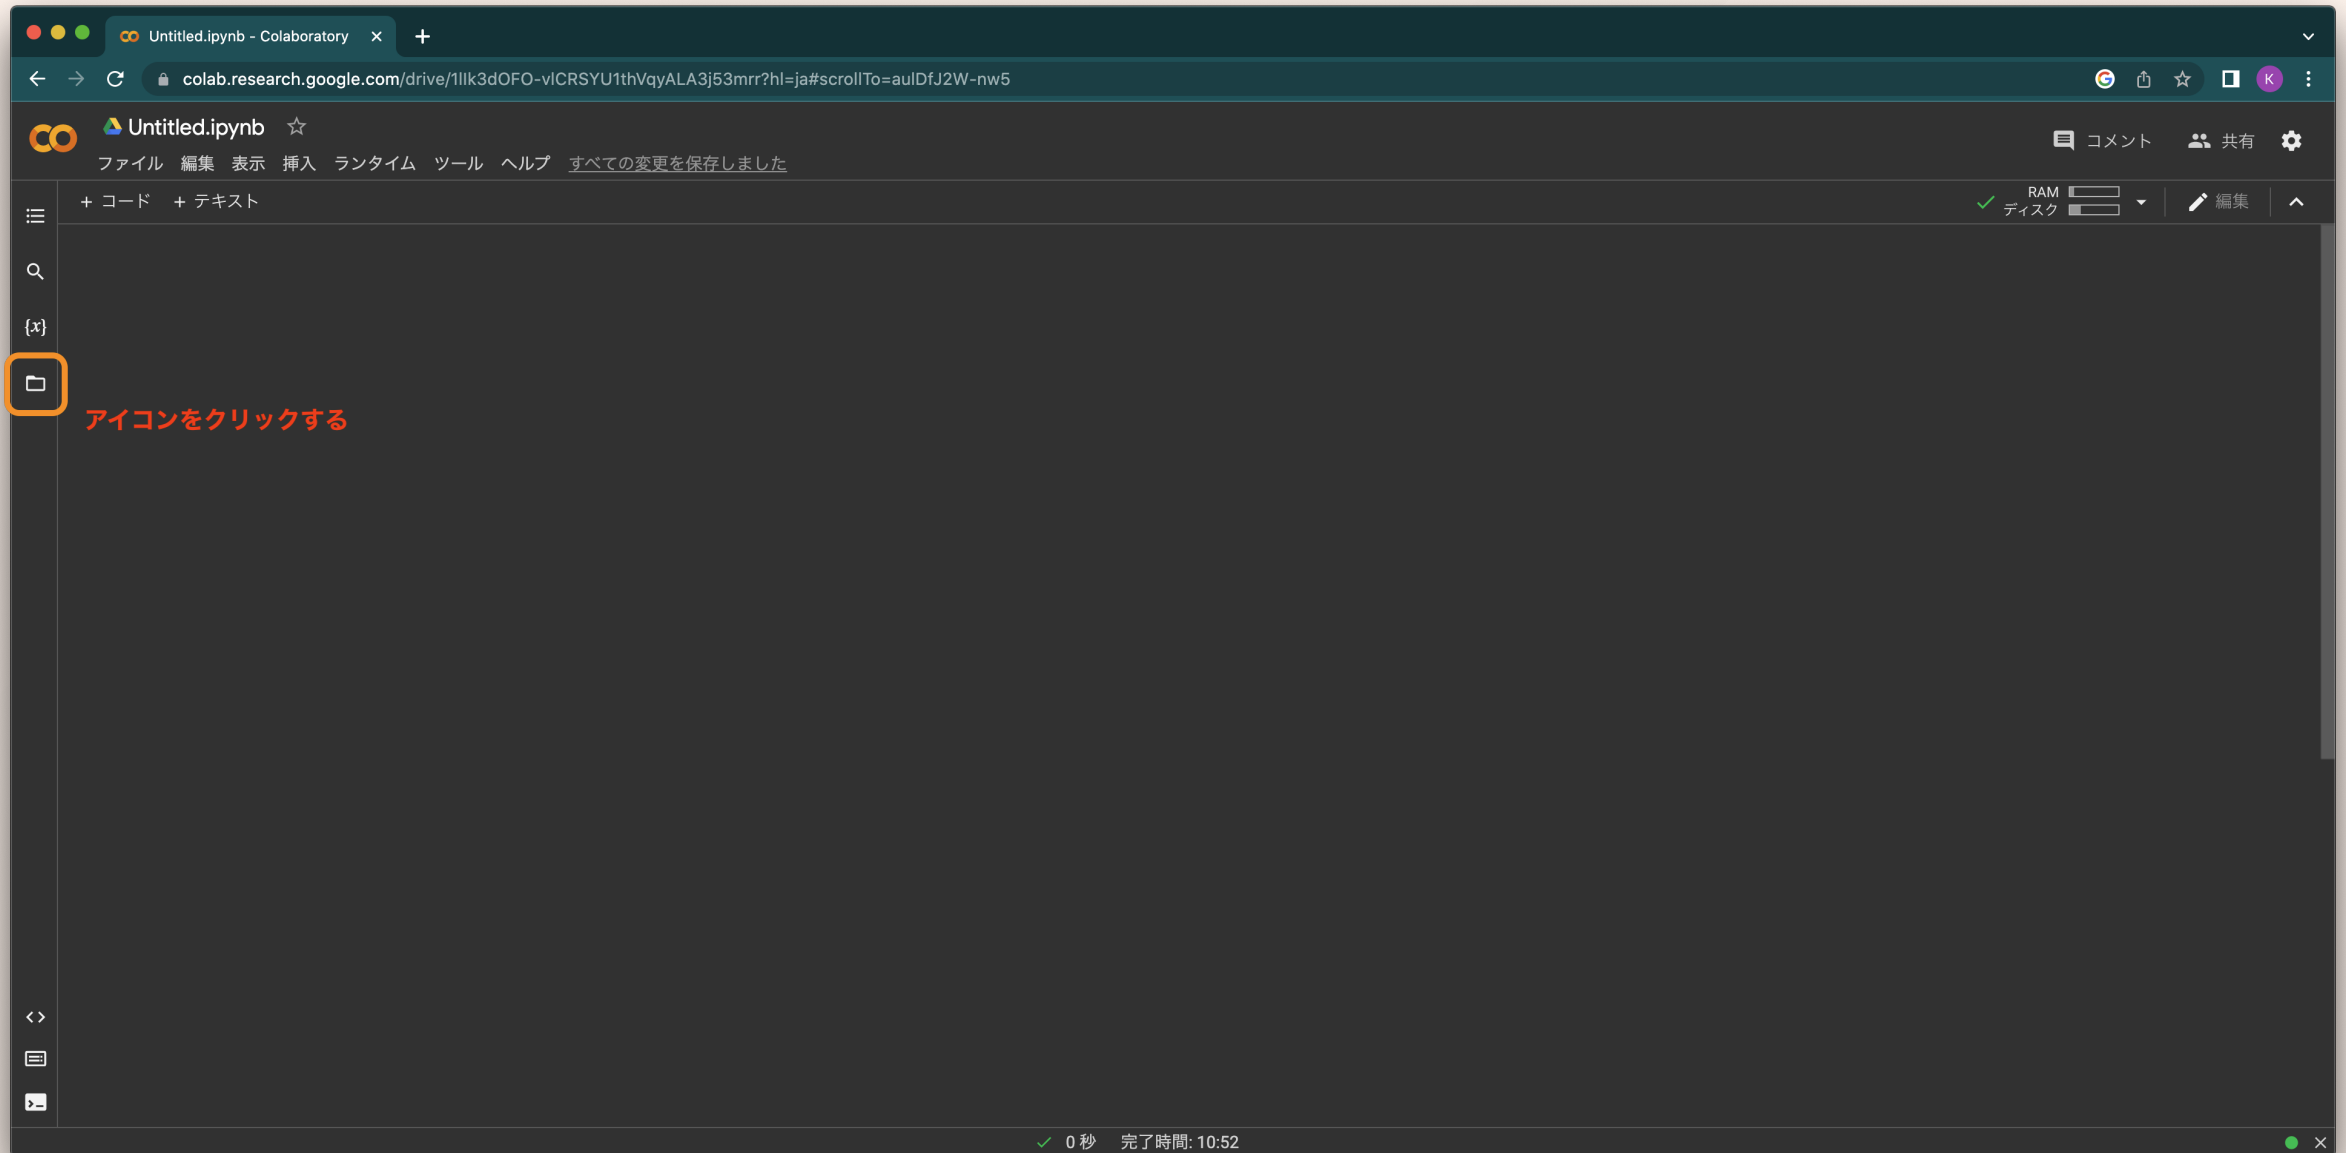 Untitled.ipynb - Colaboratory
colab.research.google.com/drive/1lIk3dOFO-vlCRSYU1thVqyALA3j53mrr?hl=ja#scrollTo=aulDfJ2W-nw5
K
Untitled.ipynb
コメント 共有
ファイル 編集 表示 挿入 ランタイム ツール ヘルプ すべての変更を保存しました
+ コード + テキスト
RAM
ディスク
編集
{x}
アイコンをクリックする
0 秒 完了時間: 10:52